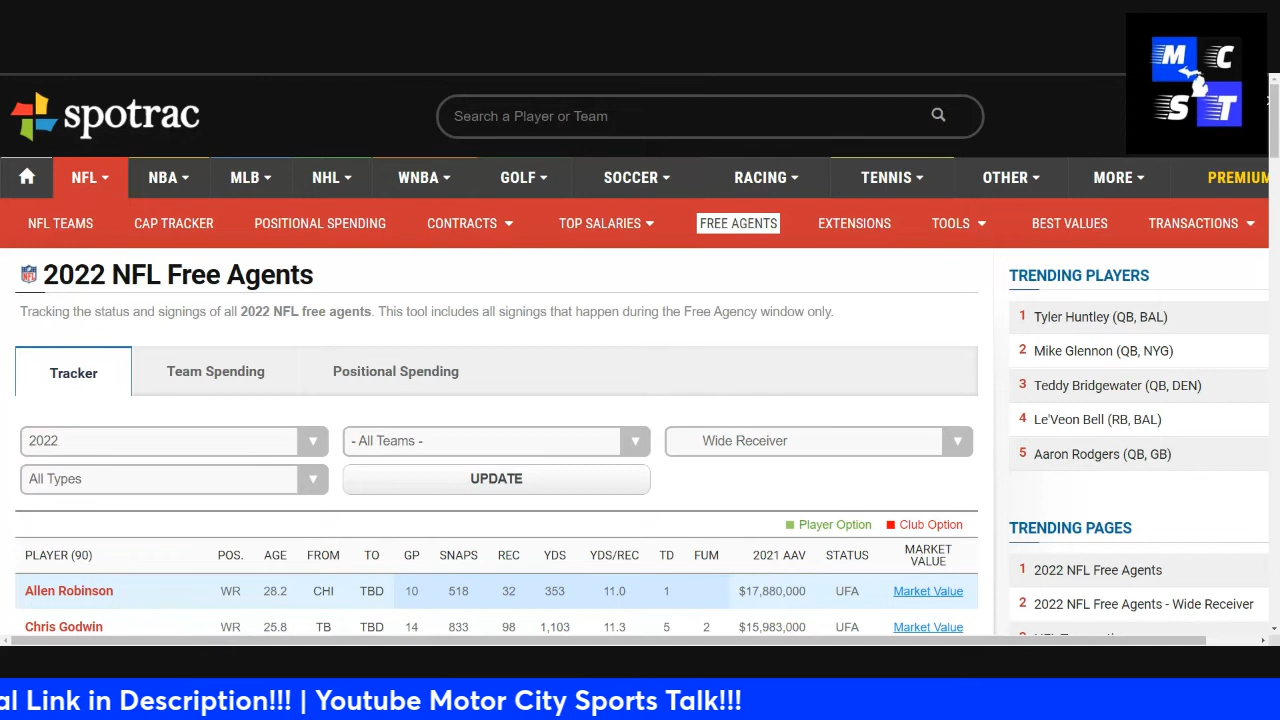 M C
S T
spotrac
Search a Player or Team
NFL NBA MLB NHL WNBA GOLF SOCCER RACING TENNIS OTHER MORE PREMIUM
NFL TEAMS CAP TRACKER POSITIONAL SPENDING CONTRACTS TOP SALARIES FREE AGENTS EXTENSIONS TOOLS BEST VALUES TRANSACTIONS
2022 NFL Free Agents
Tracking the status and signings of all 2022 NFL free agents. This tool includes all signings that happen during the Free Agency window only.
Tracker Team Spending Positional Spending
2022 - All Teams - Wide Receiver
All Types UPDATE
Player Option Club Option
PLAYER (90) POS. AGE FROM TO GP SNAPS REC YDS YDS/REC TD FUM 2021 AAV STATUS MARKET VALUE
Allen Robinson WR 28.2 CHI TBD 10 518 32 353 11.0 1 $17,880,000 UFA Market Value
Chris Godwin WR 25.8 TB TBD 14 833 98 1,103 11.3 5 2 $15,983,000 UFA Market Value
TRENDING PLAYERS
1 Tyler Huntley (QB, BAL)
2 Mike Glennon (QB, NYG)
3 Teddy Bridgewater (QB, DEN)
4 Le'Veon Bell (RB, BAL)
5 Aaron Rodgers (QB, GB)
TRENDING PAGES
1 2022 NFL Free Agents
2 2022 NFL Free Agents - Wide Receiver
al Link in Description!!! | Youtube Motor City Sports Talk!!!